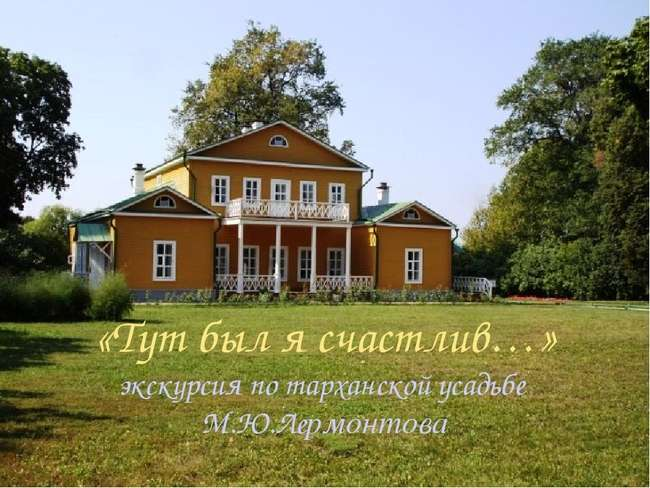 «Тут был я счастлив…»
экскурсия по тарханской усадьбе
М.Ю.Лермонтова